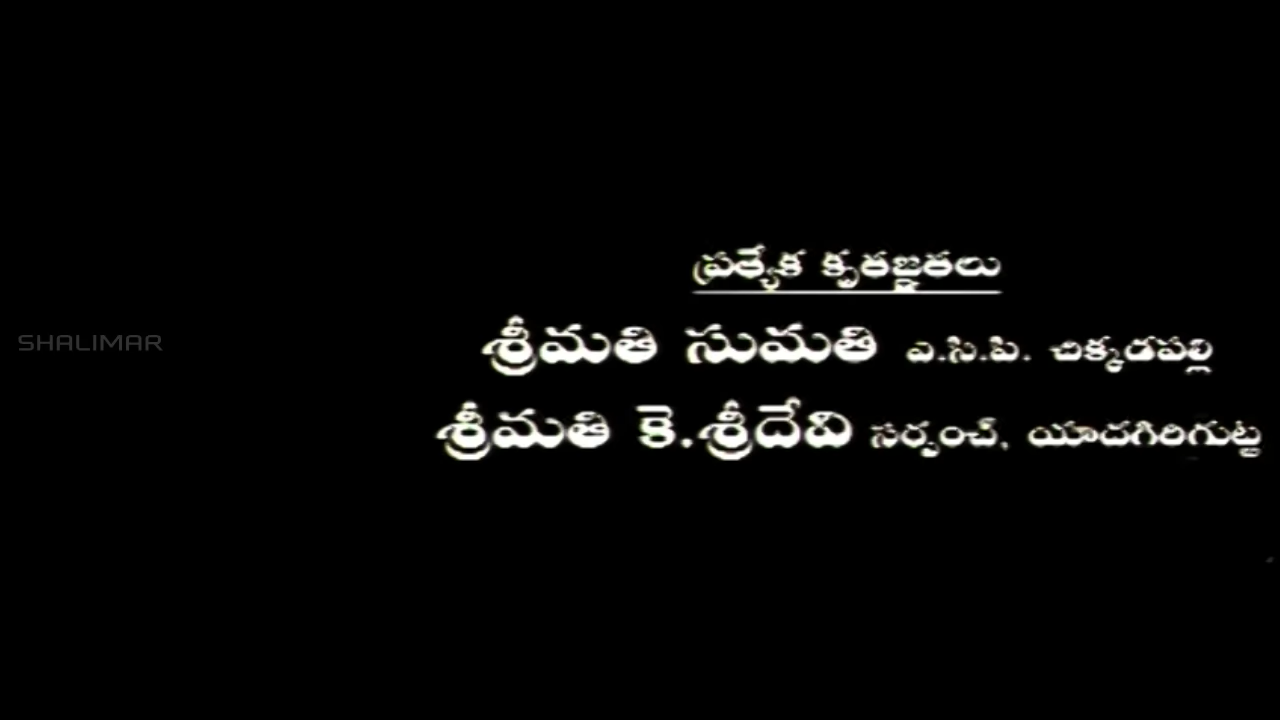 ప్రత్యేక కృతజ్ఞతలు
SHALIMAR
శ్రీమతి సుమతి ఎ.సి.పి. చిక్కడపల్లి
శ్రీమతి కె.శ్రీదేవి సర్పంచ్, యాదగిరిగుట్ట